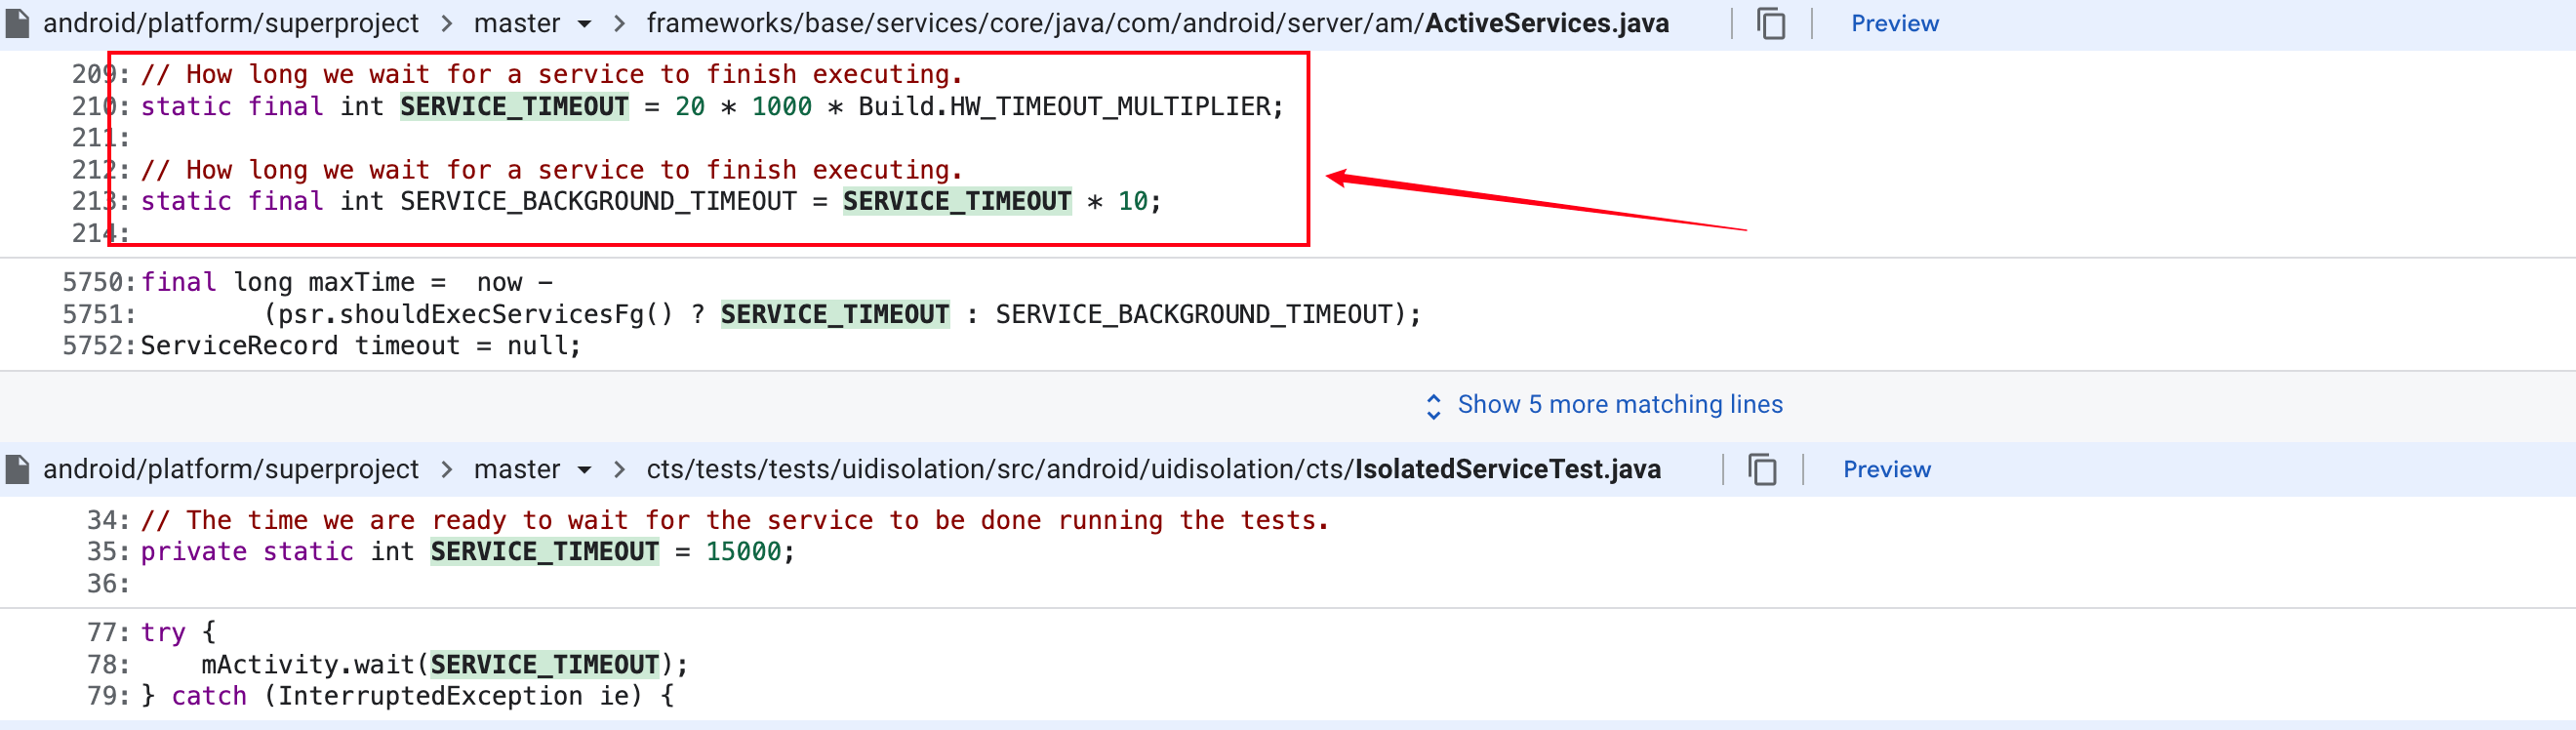 android/platform/superproject > master > frameworks/base/services/core/java/com/android/server/am/ActiveServices.java Preview
209: // How long we wait for a service to finish executing.
210: static final int SERVICE_TIMEOUT = 20 * 1000 * Build.HW_TIMEOUT_MULTIPLIER;
211:
212: // How long we wait for a service to finish executing.
213: static final int SERVICE_BACKGROUND_TIMEOUT = SERVICE_TIMEOUT * 10;
214:
5750: final long maxTime =  now -
5751:         (psr.shouldExecServicesFg() ? SERVICE_TIMEOUT : SERVICE_BACKGROUND_TIMEOUT);
5752: ServiceRecord timeout = null;
Show 5 more matching lines
android/platform/superproject > master > cts/tests/tests/uidisolation/src/android/uidisolation/cts/IsolatedServiceTest.java Preview
34: // The time we are ready to wait for the service to be done running the tests.
35: private static int SERVICE_TIMEOUT = 15000;
36:
77: try {
78:     mActivity.wait(SERVICE_TIMEOUT);
79: } catch (InterruptedException ie) {